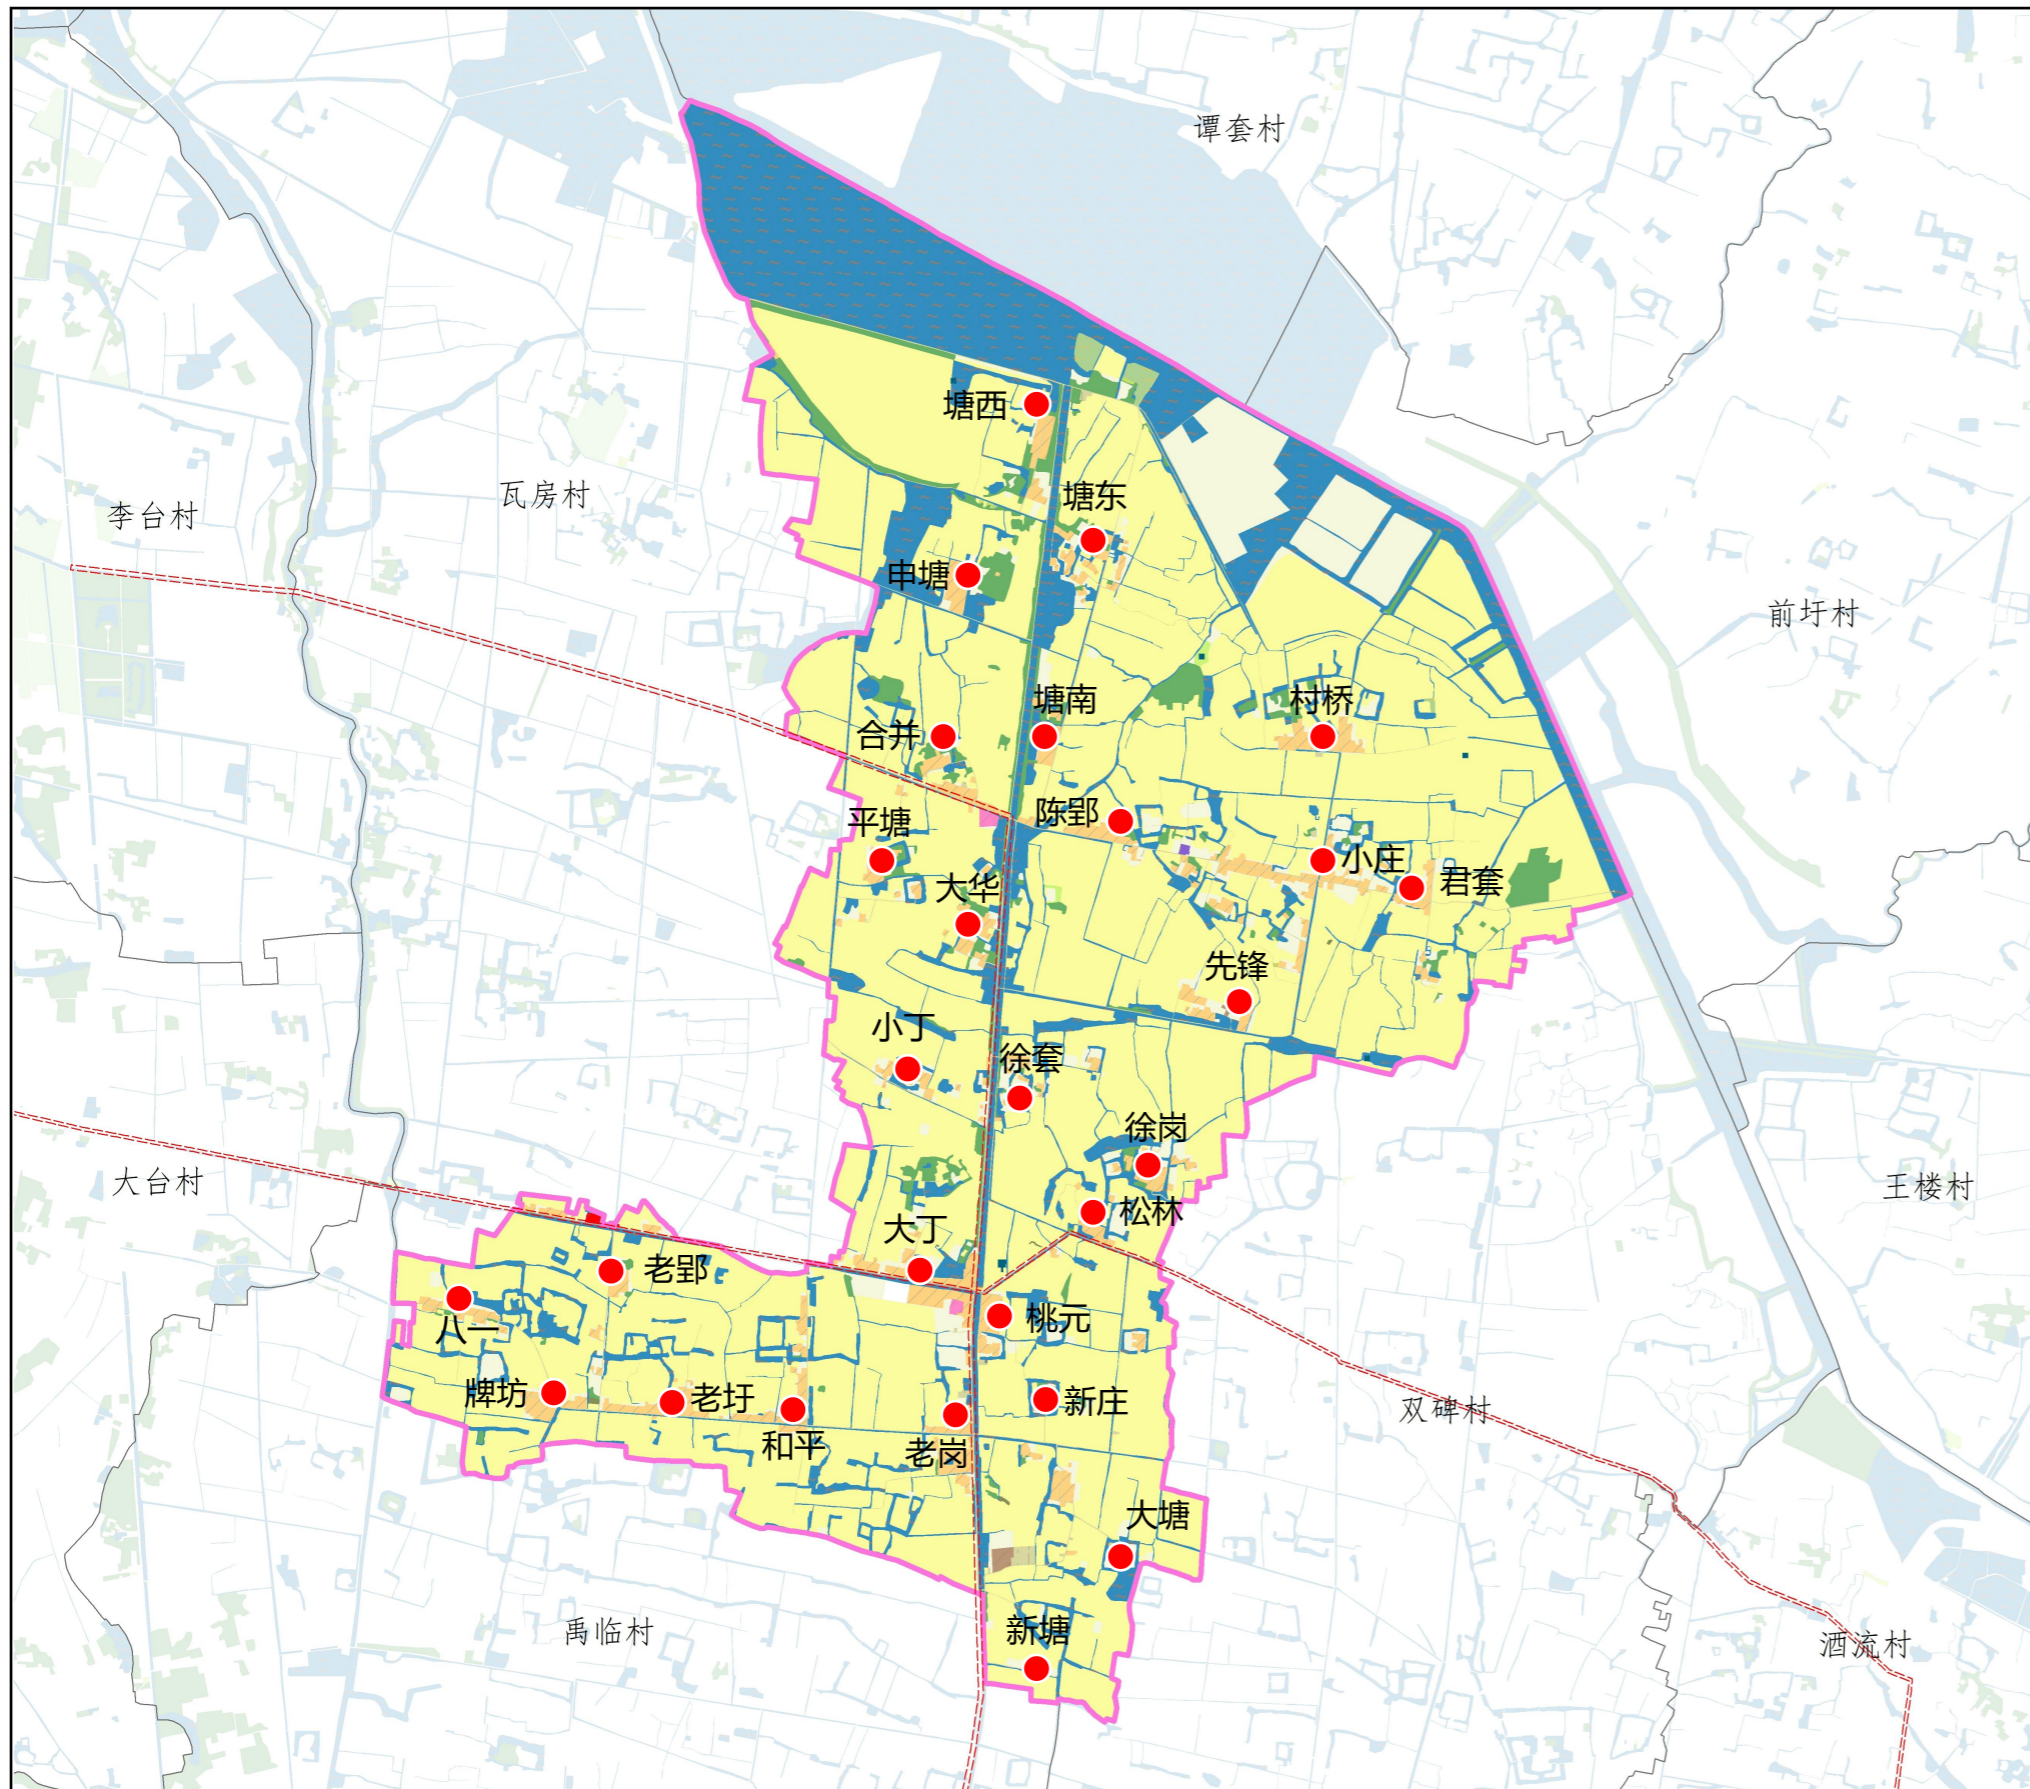 谭套村
塘西
瓦房村
塘东
李台村
申塘
前圩村
塘南
村桥
合并
陈郢
平塘
小庄
君套
大华
先锋
小丁
徐套
徐岗
大台村
王楼村
松林
大丁
老郢
桃元
八一
牌坊
老圩
新庄
双碑村
和平
老岗
大塘
禹临村
新塘
酒流村